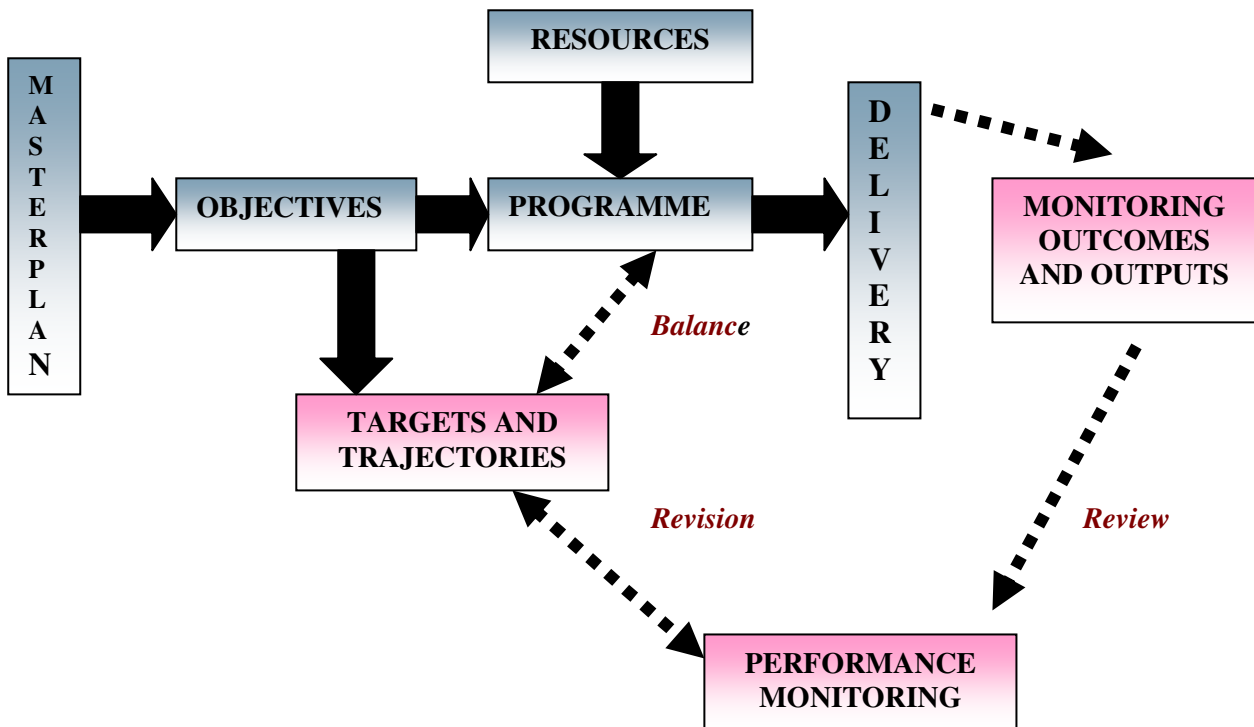 RESOURCES
MASTERPLAN
OBJECTIVES
PROGRAMME
DELIVERY
MONITORING
OUTCOMES
AND OUTPUTS
Balance
TARGETS AND
TRAJECTORIES
Revision
Review
PERFORMANCE
MONITORING